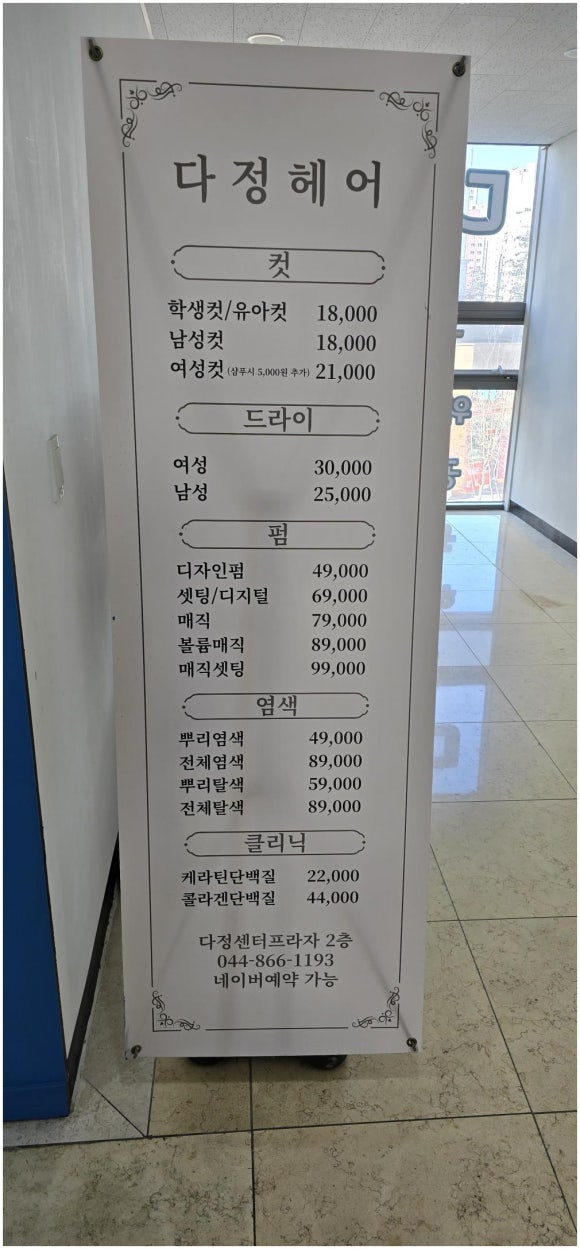 다정헤어
컷
학생컷/유아컷 18,000
남성컷 18,000
여성컷 (샴푸시 5,000원 추가) 21,000
드라이
여성 30,000
남성 25,000
펌
디자인펌 49,000
셋팅/디지털 69,000
매직 79,000
볼륨매직 89,000
매직셋팅 99,000
염색
뿌리염색 49,000
전체염색 89,000
뿌리탈색 59,000
전체탈색 89,000
클리닉
케라틴단백질 22,000
콜라겐단백질 44,000
다정센터프라자 2층
044-866-1193
네이버예약 가능